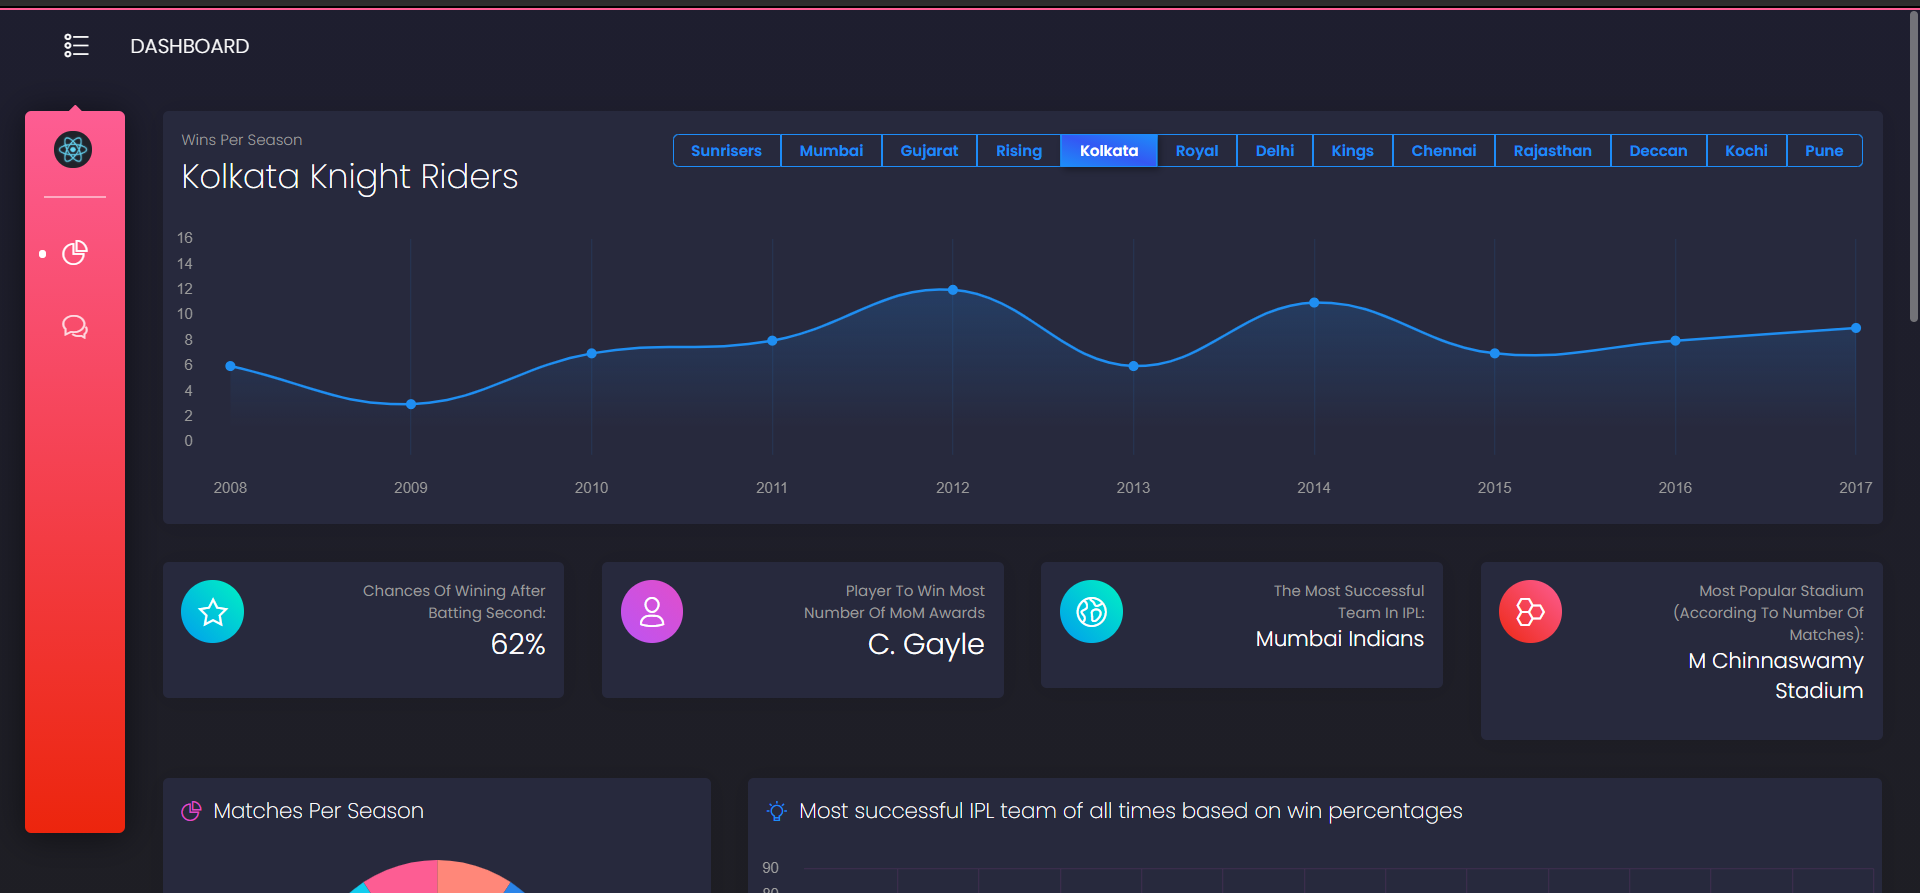 DASHBOARD
Wins Per Season
Kolkata Knight Riders
Sunrisers Mumbai Gujarat Rising Kolkata Royal Delhi Kings Chennai Rajasthan Deccan Kochi Pune
16
14
12
10
8
6
4
2
0
2008 2009 2010 2011 2012 2013 2014 2015 2016 2017
Chances Of Wining After
Batting Second:
62%
Player To Win Most
Number Of MoM Awards
C. Gayle
The Most Successful
Team In IPL:
Mumbai Indians
Most Popular Stadium
(According To Number Of
Matches):
M Chinnaswamy
Stadium
Matches Per Season
Most successful IPL team of all times based on win percentages
90
80